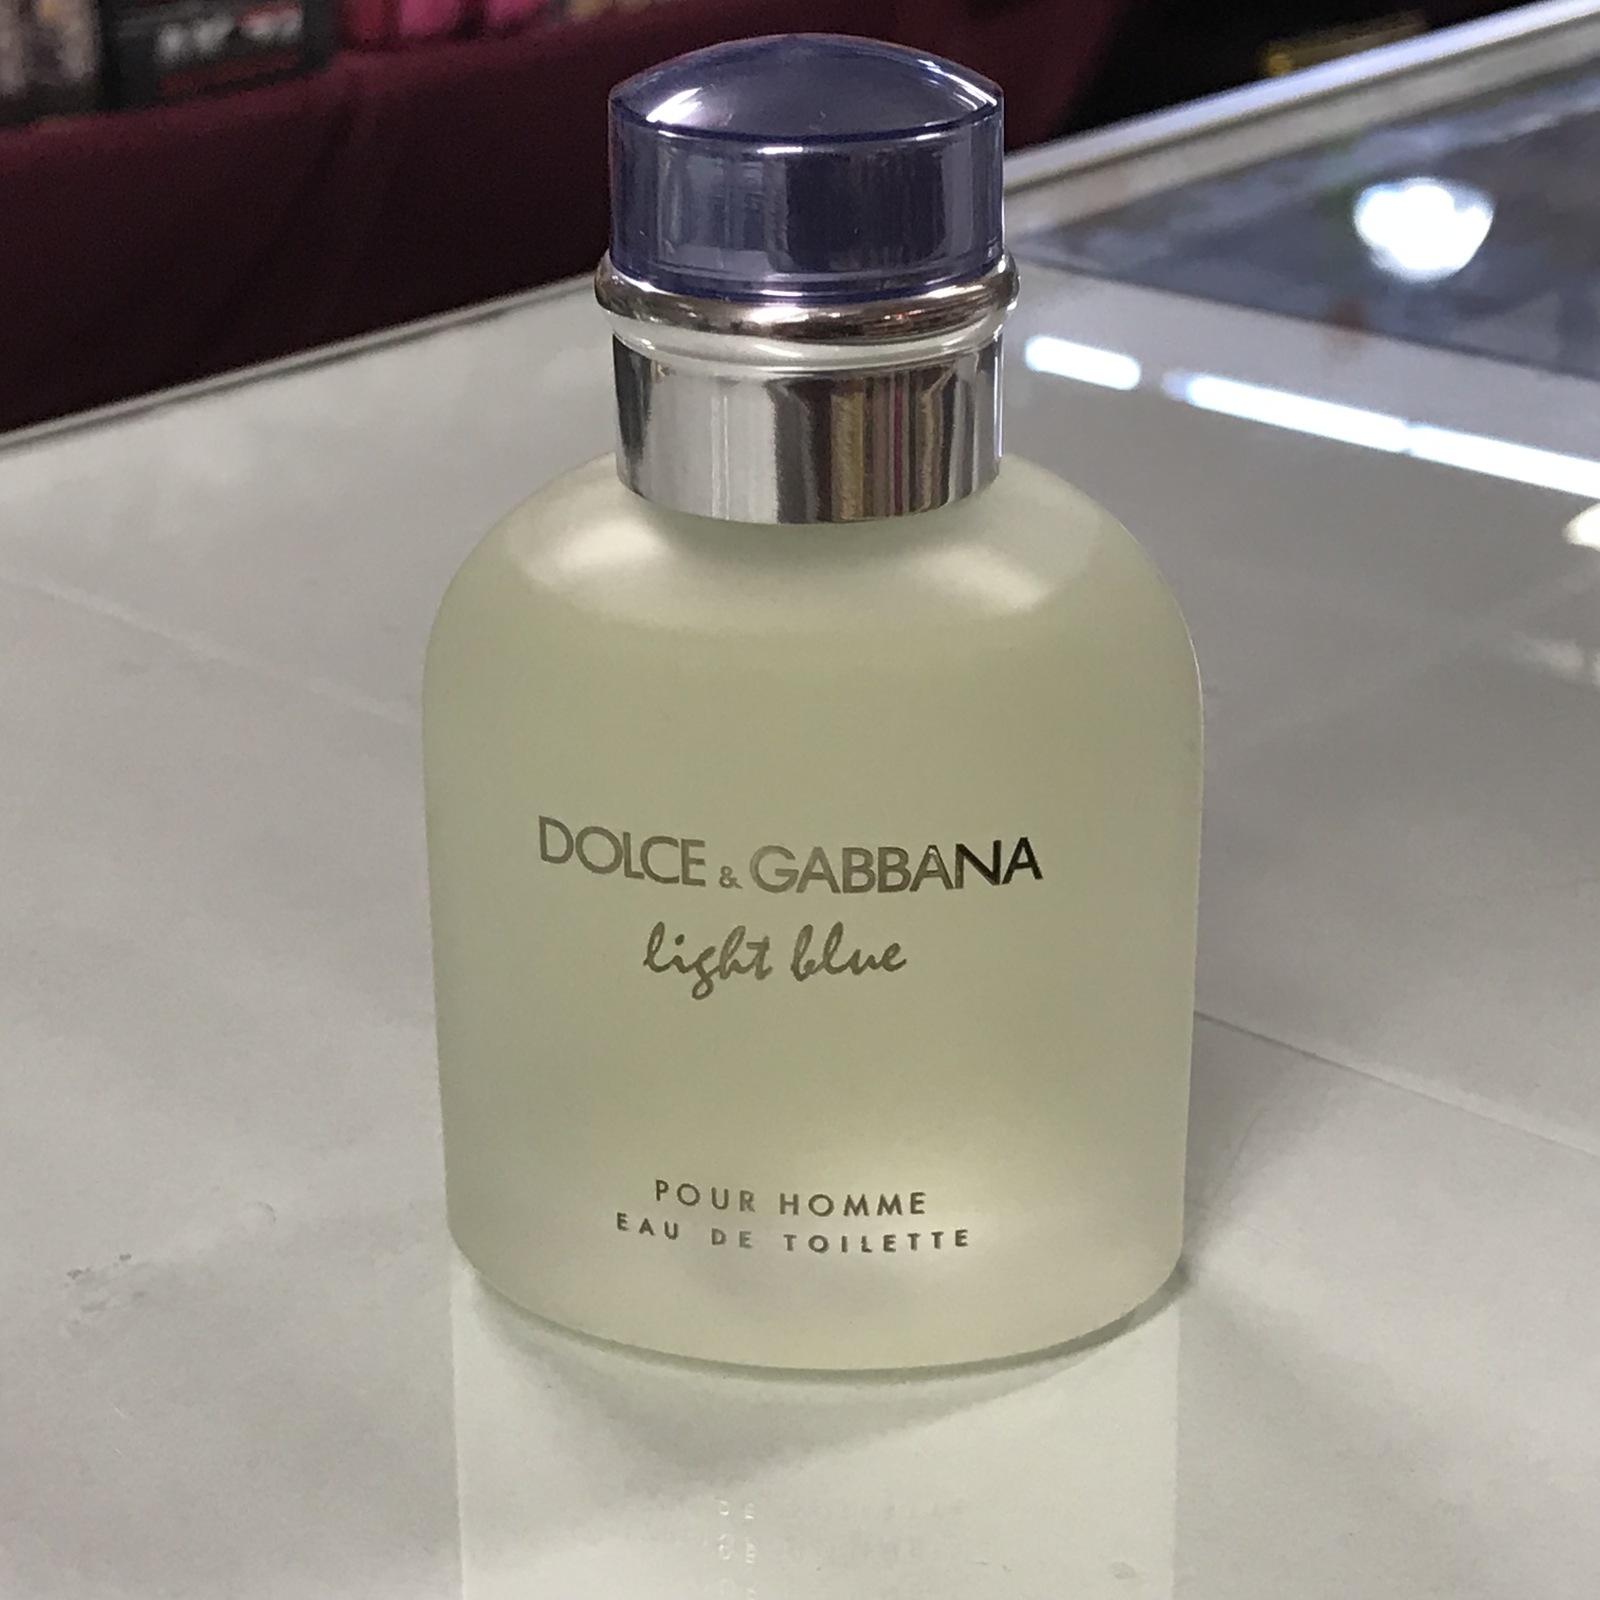 DOLCE & GABBANA
light blue
POUR HOMME
EAU DE TOILETTE